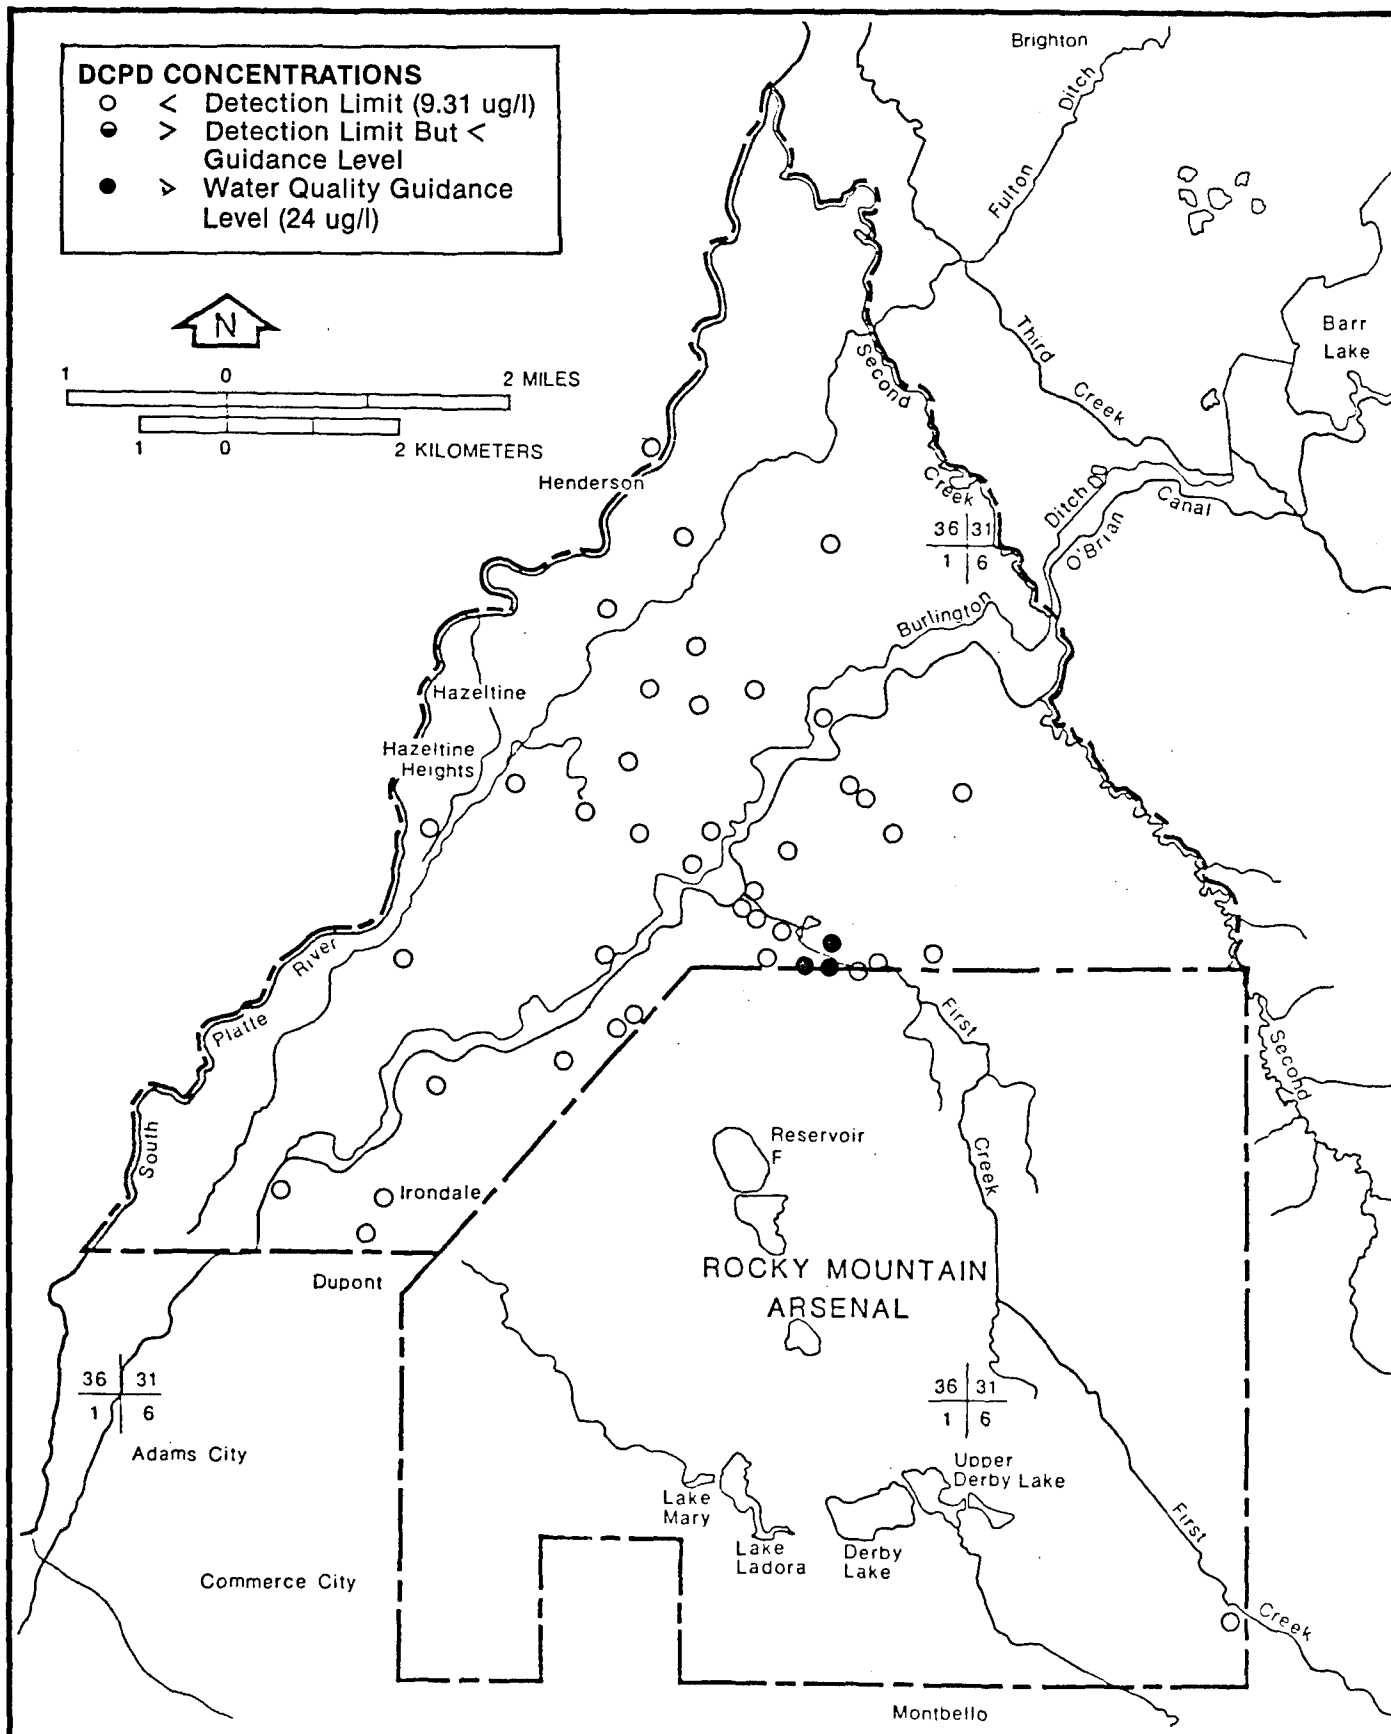 DCPD CONCENTRATIONS
○ < Detection Limit (9.31 ug/l)
◒ > Detection Limit But <
Guidance Level
● > Water Quality Guidance
Level (24 ug/l)
N
1 0 2 MILES
1 0 2 KILOMETERS
Brighton
Fulton Ditch
Barr
Lake
Third Creek
Second Creek
Henderson
Ditch
O'Brian Canal
36 31
1 6
Burlington
Hazeltine
Hazeltine
Heights
South Platte River
First Creek
Second
Reservoir
F
Irondale
ROCKY MOUNTAIN
ARSENAL
Dupont
36 31
1 6
36 31
1 6
Adams City
Upper
Derby Lake
Lake
Mary
Lake
Ladora
Derby
Lake
First Creek
Commerce City
Montbello